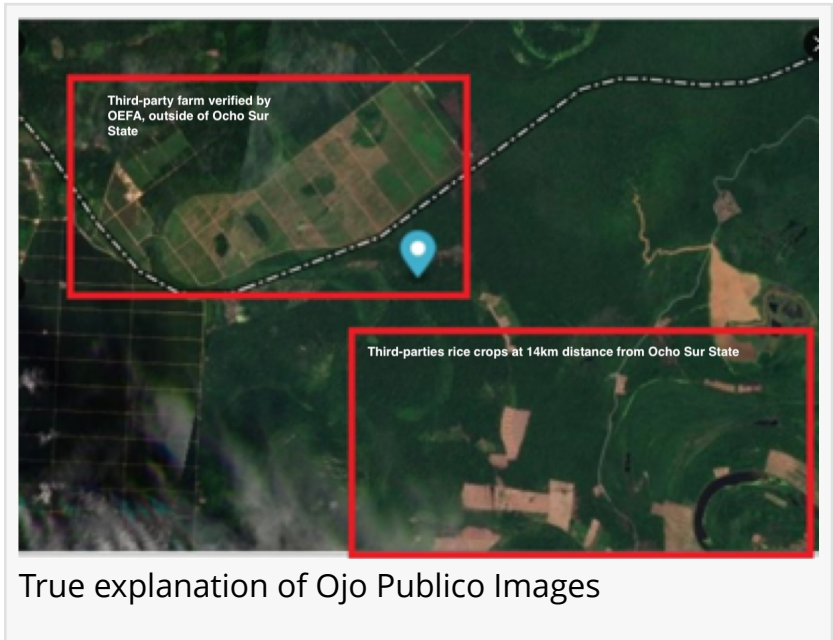 Third-party farm verified by
OEFA, outside of Ocho Sur
State
Third-parties rice crops at 14km distance from Ocho Sur State
True explanation of Ojo Publico Images